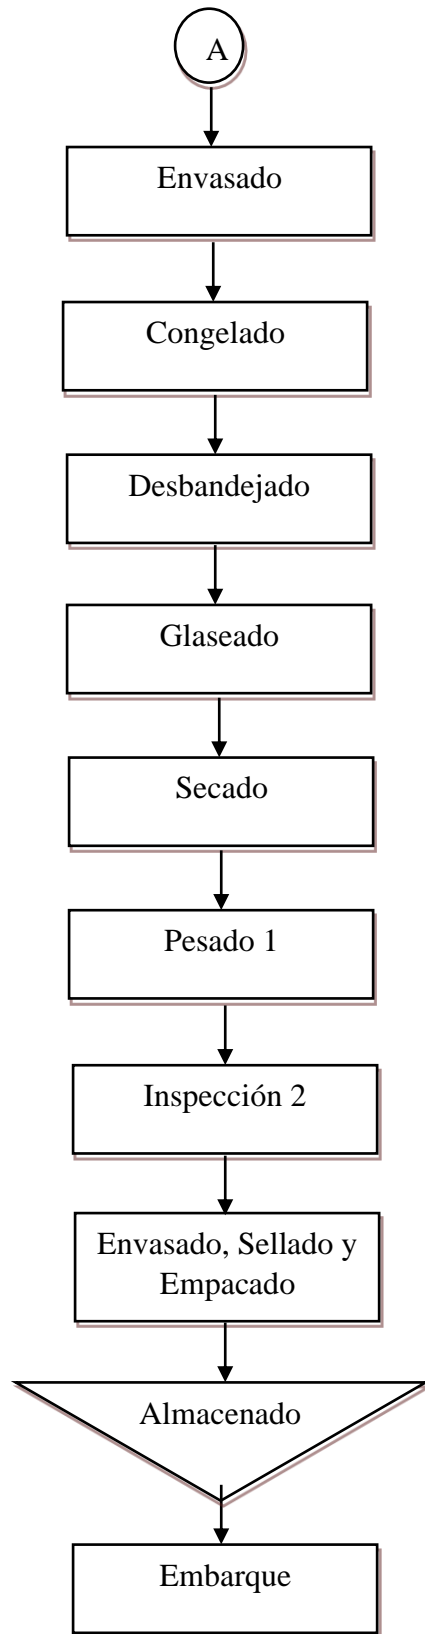 A
Envasado
Congelado
Desbandejado
Glaseado
Secado
Pesado 1
Inspección 2
Envasado, Sellado y
Empacado
Almacenado
Embarque